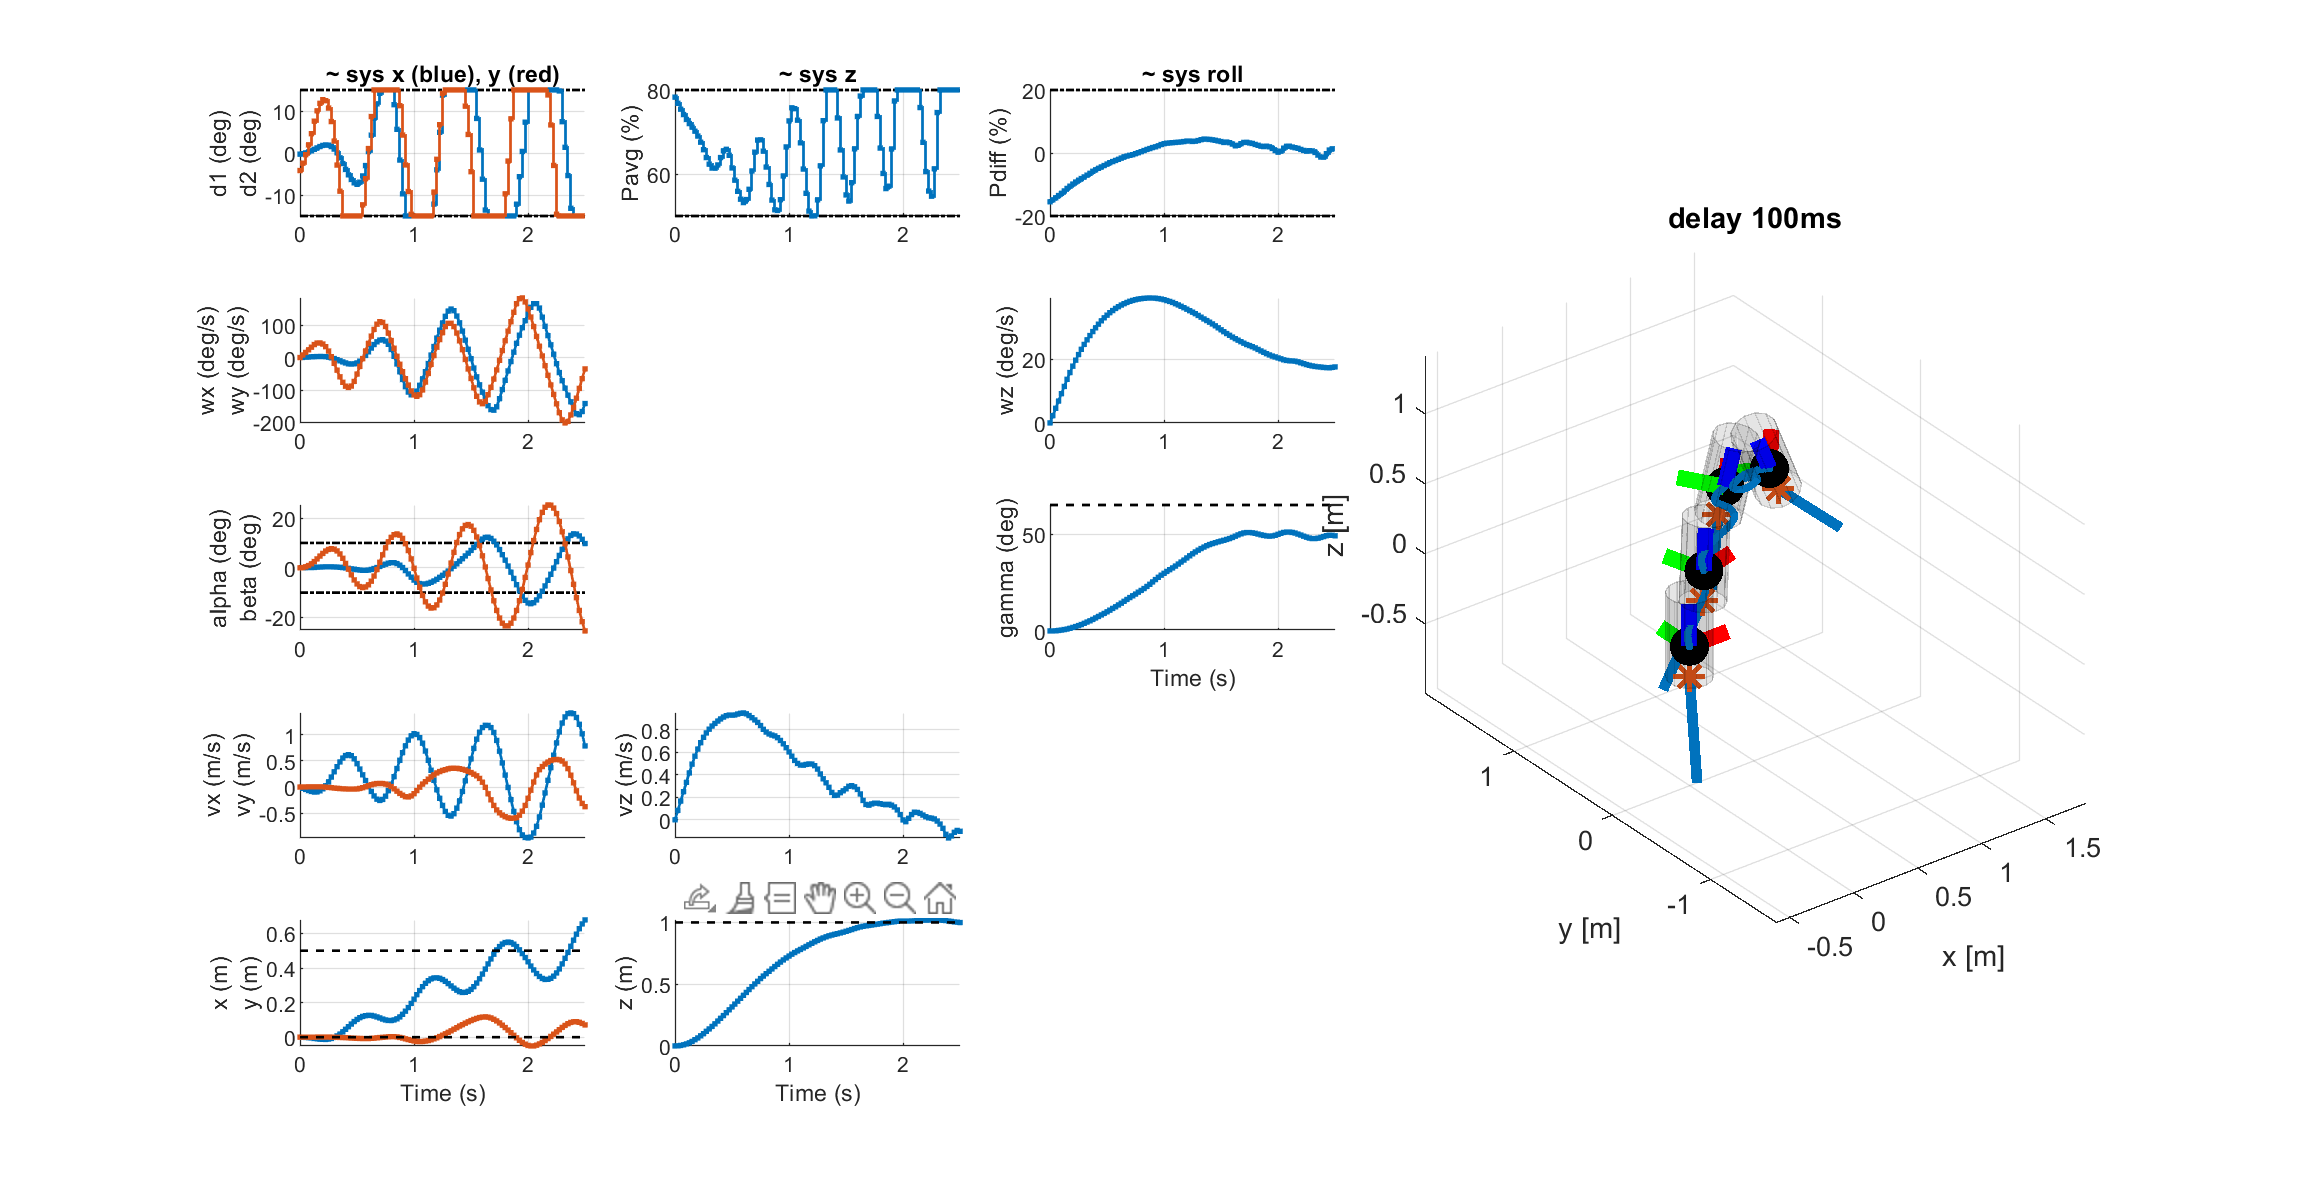 ~ sys x (blue), y (red)
d1 (deg)
d2 (deg)
10
0
-10
0 1 2
~ sys z
Pavg (%)
80
60
0 1 2
~ sys roll
Pdiff (%)
20
0
-20
0 1 2
wx (deg/s)
wy (deg/s)
100
0
-100
-200
0 1 2
wz (deg/s)
20
0
0 1 2
alpha (deg)
beta (deg)
20
0
-20
0 1 2
gamma (deg)
50
0
0 1 2
Time (s)
vx (m/s)
vy (m/s)
1
0.5
0
-0.5
0 1 2
vz (m/s)
0.8
0.6
0.4
0.2
0
0 1 2
x (m)
y (m)
0.6
0.4
0.2
0
0 1 2
Time (s)
z (m)
1
0.5
0
0 1 2
Time (s)
delay 100ms
z [m]
1
0.5
0
-0.5
1
0
-1
y [m]
-0.5
0
0.5
1
1.5
x [m]